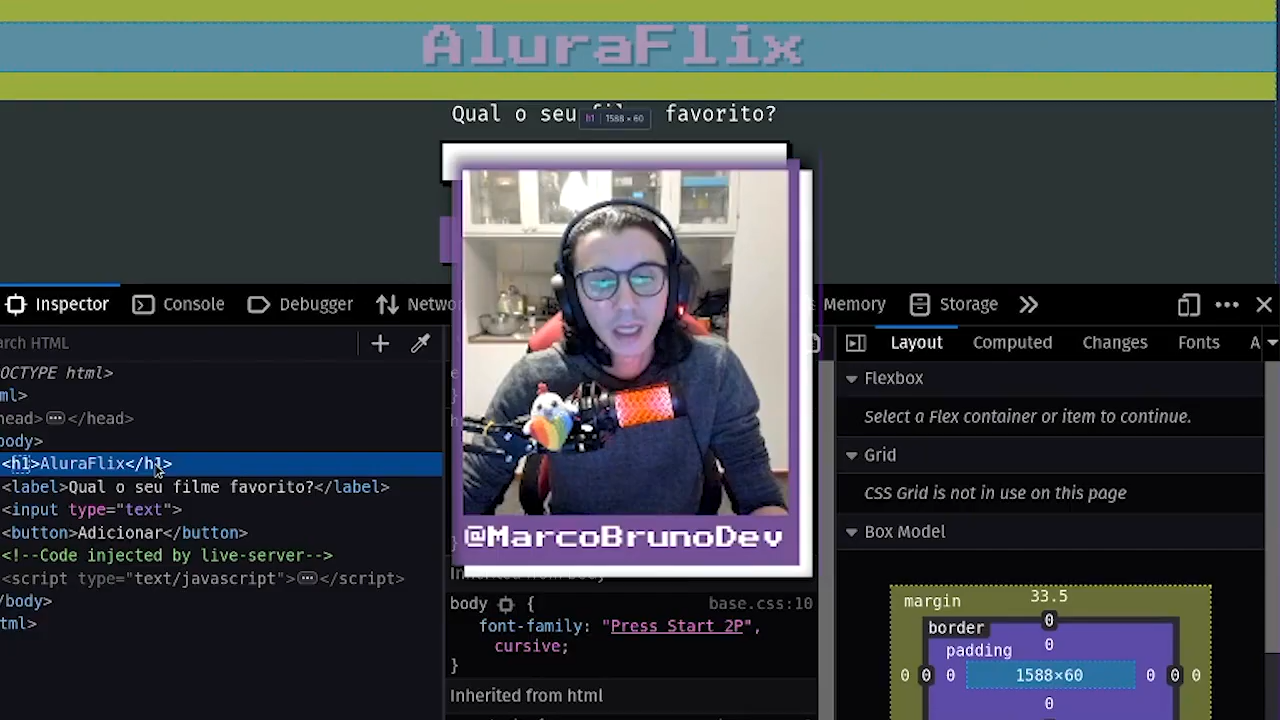 AluraFlix
Qual o seu favorito?
h1 1588 × 60
Inspector
Console
Debugger
Memory
Storage
arch HTML
Layout
Computed
Changes
Fonts
A
OCTYPE html>
ml>
head> </head>
body>
<h1>AluraFlix</h1>
<label>Qual o seu filme favorito?</label>
<input type="text">
<button>Adicionar</button>
<!--Code injected by live-server-->
<script type="text/javascript"> </script>
/body>
tml>
@MarcoBrunoDev
}
body {
base.css:10
font-family: "Press Start 2P",
cursive;
}
Inherited from html
Flexbox
Select a Flex container or item to continue.
Grid
CSS Grid is not in use on this page
Box Model
margin
33.5
border
0
padding
0
0 0 0
1588×60
0 0 0
0